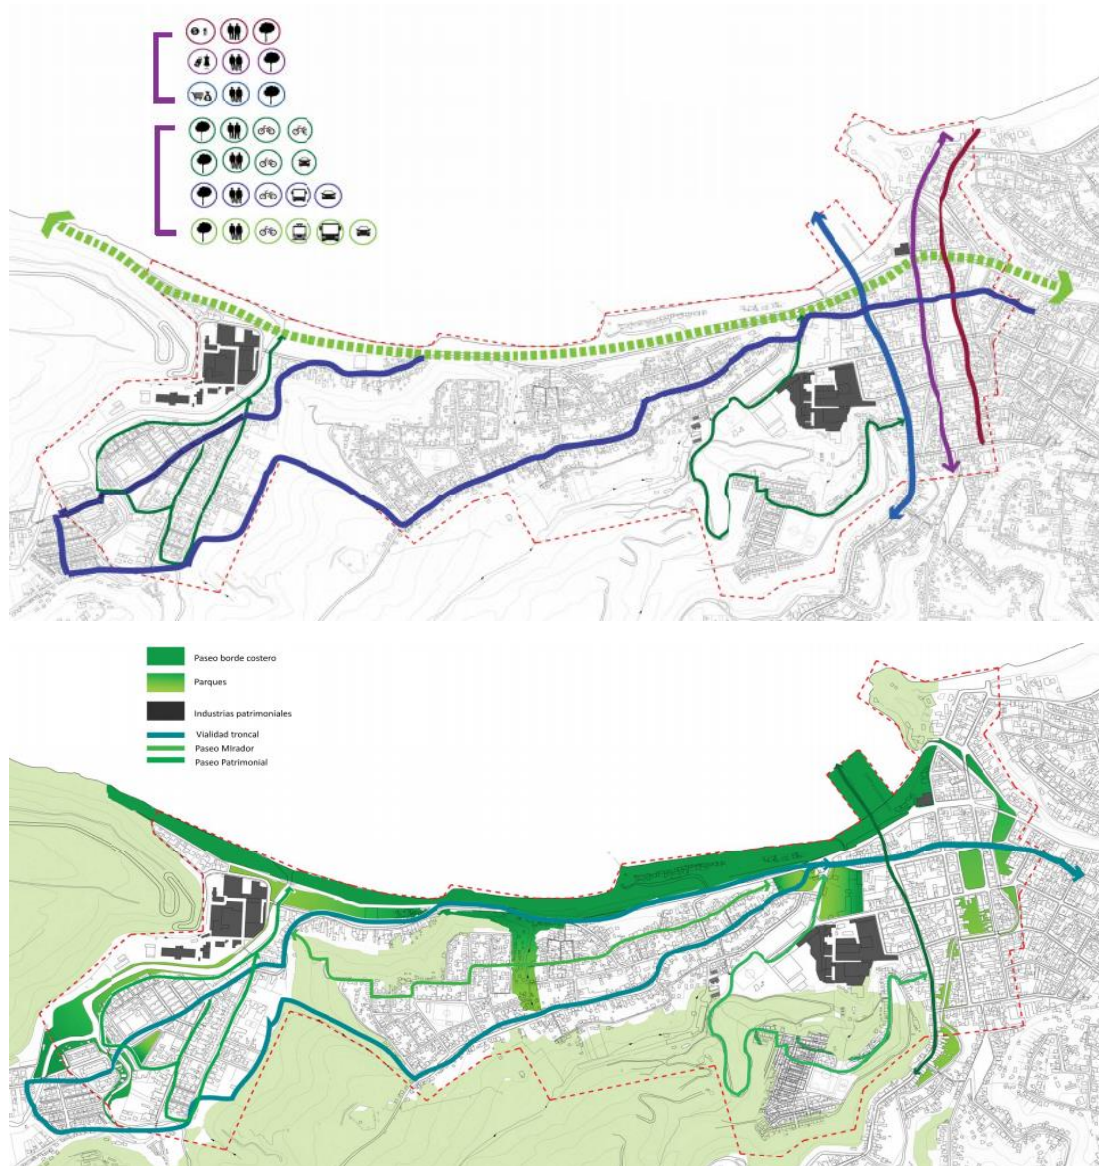 Paseo borde costero
Parques
Industrias patrimoniales
Vialidad troncal
Paseo MIrador
Paseo Patrimonial